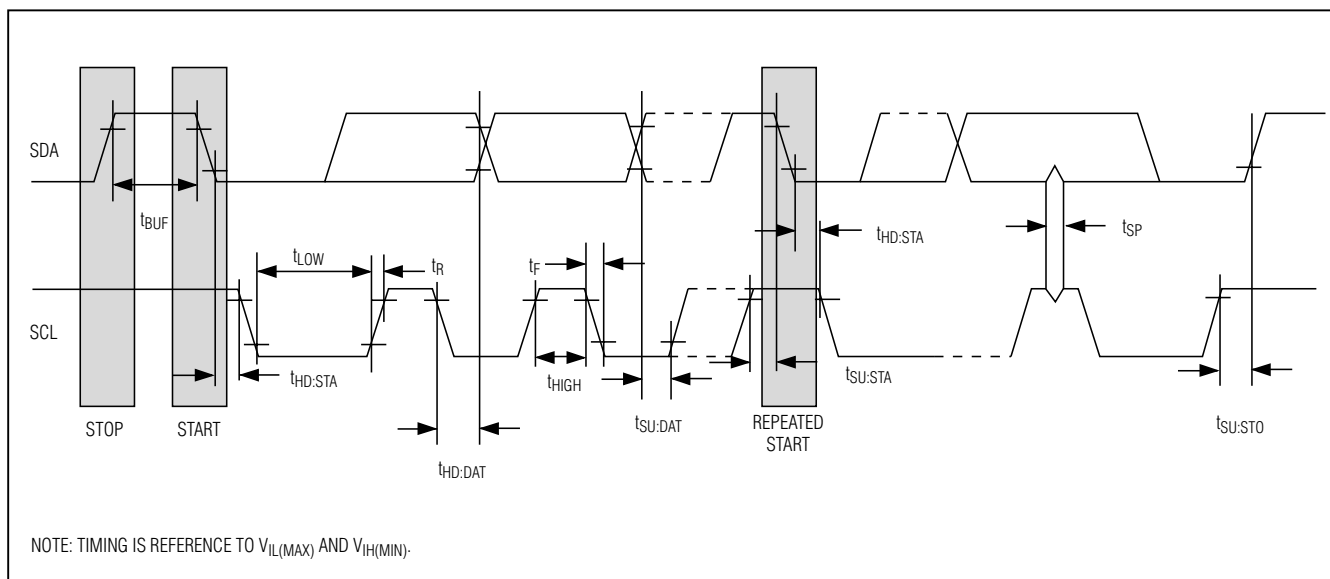 SDA
tBUF
tLOW
tR
tF
tHD:STA
tSP
SCL
tHD:STA
tHIGH
tSU:STA
tSU:DAT
tSU:STO
STOP
START
REPEATED
START
tHD:DAT
NOTE: TIMING IS REFERENCE TO VIL(MAX) AND VIH(MIN).